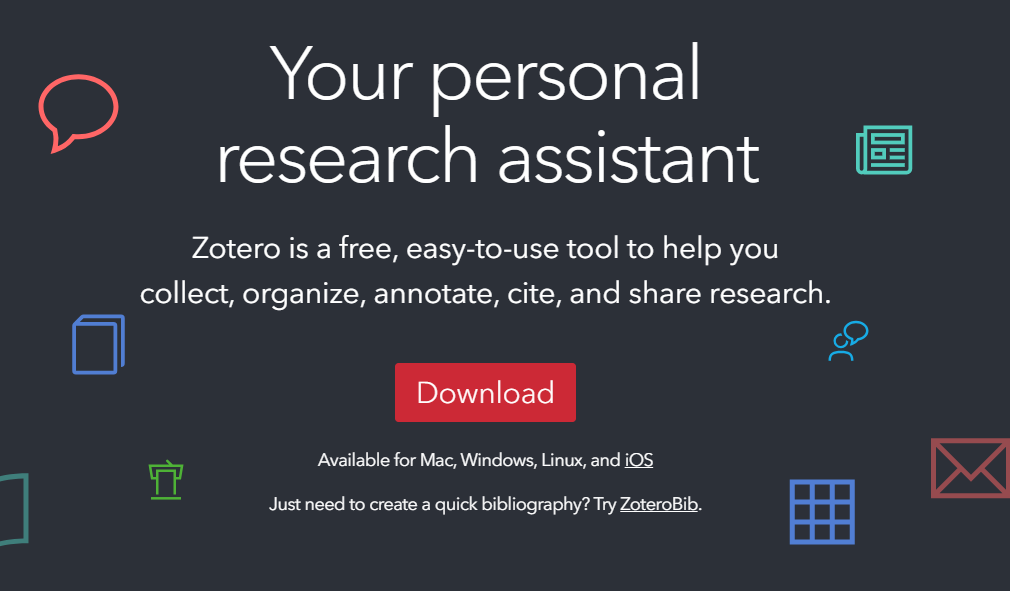 Your personal
research assistant
Zotero is a free, easy-to-use tool to help you
collect, organize, annotate, cite, and share research.
Download
Available for Mac, Windows, Linux, and iOS
Just need to create a quick bibliography? Try ZoteroBib.